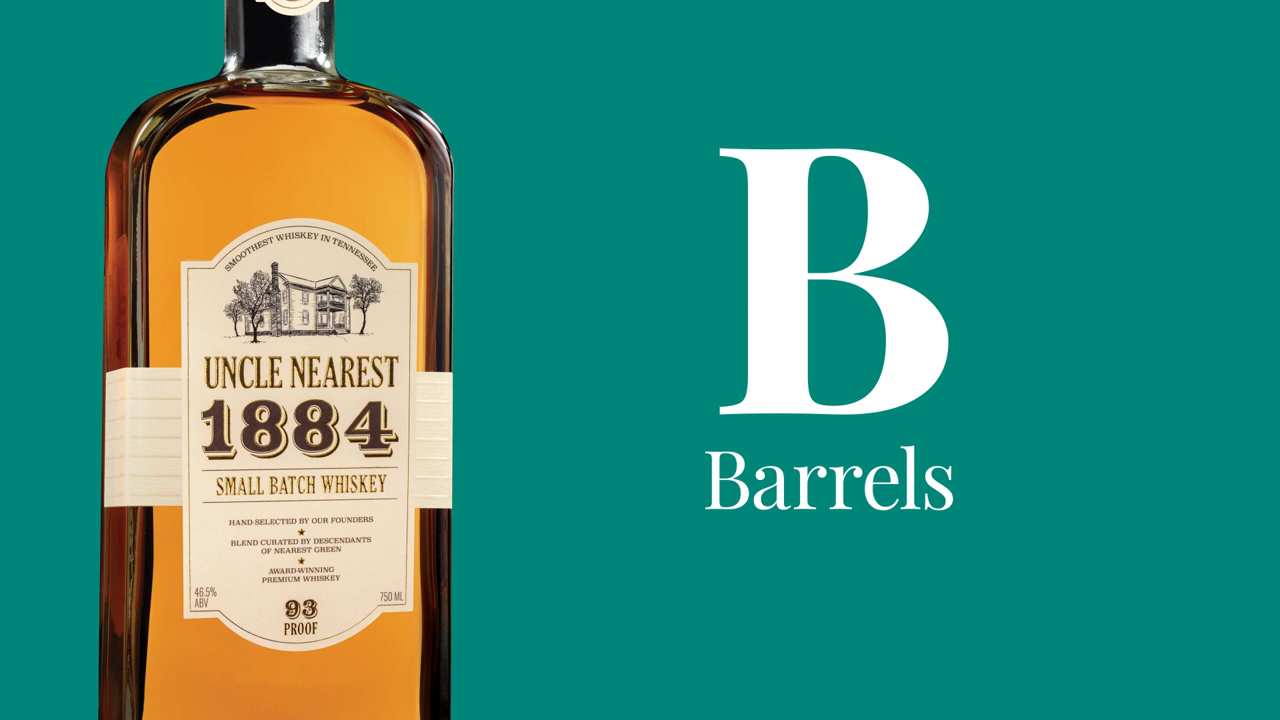 SMOOTHEST WHISKEY IN TENNESSEE
UNCLE NEAREST
1884
SMALL BATCH WHISKEY
HAND-SELECTED BY OUR FOUNDERS
BLEND CURATED BY DESCENDANTS
OF NEAREST GREEN
AWARD-WINNING
PREMIUM WHISKEY
46.5%
ABV
750 ML
93
PROOF
B
Barrels